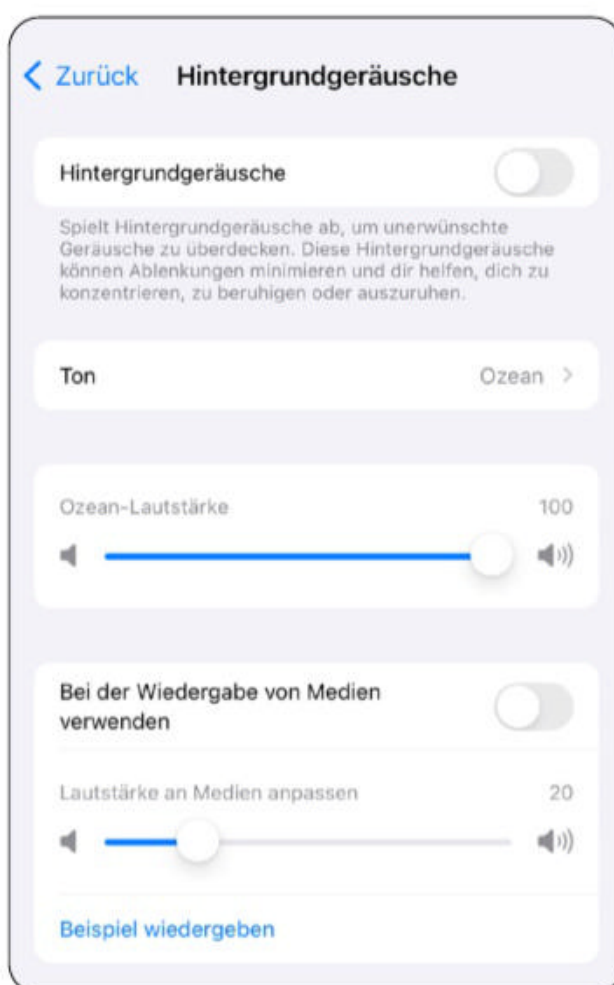 Zurück Hintergrundgeräusche
Hintergrundgeräusche
Spielt Hintergrundgeräusche ab, um unerwünschte
Geräusche zu überdecken. Diese Hintergrundgeräusche
können Ablenkungen minimieren und dir helfen, dich zu
konzentrieren, zu beruhigen oder auszuruhen.
Ton Ozean
Ozean-Lautstärke 100
Bei der Wiedergabe von Medien
verwenden
Lautstärke an Medien anpassen 20
Beispiel wiedergeben